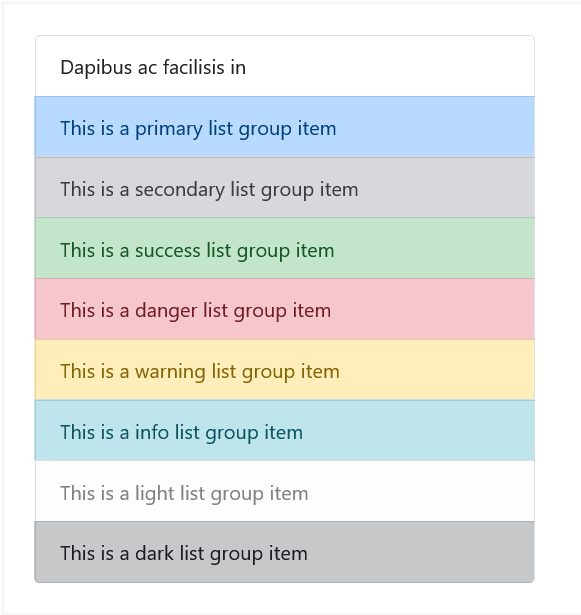 Dapibus ac facilisis in
This is a primary list group item
This is a secondary list group item
This is a success list group item
This is a danger list group item
This is a warning list group item
This is a info list group item
This is a light list group item
This is a dark list group item